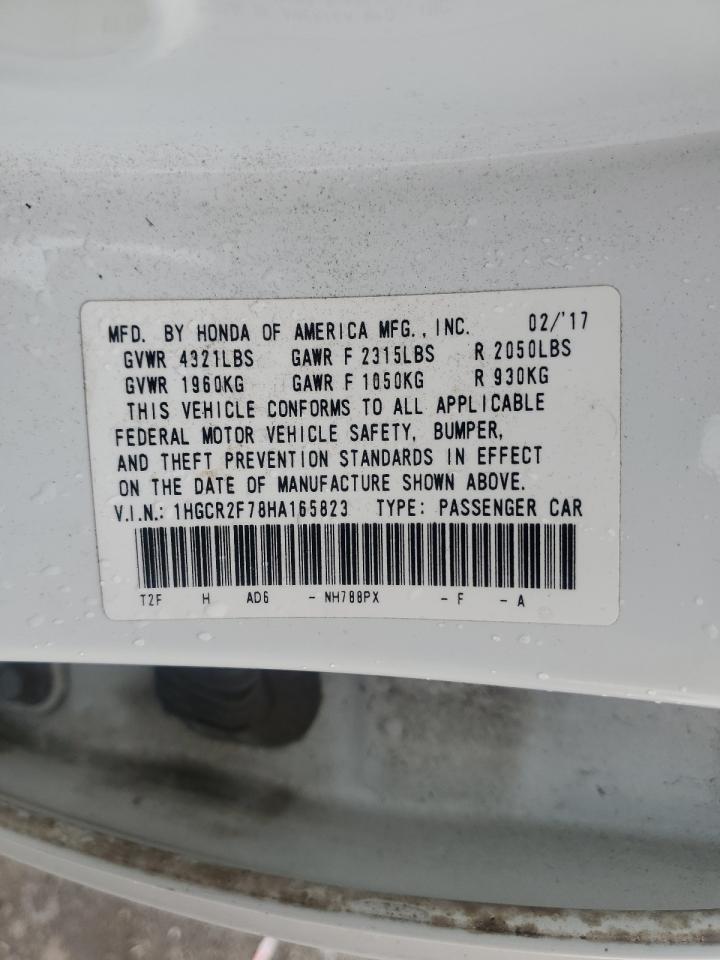 MFD. BY HONDA OF AMERICA MFG., INC. 02/'17
GVWR 4321LBS GAWR F 2315LBS R 2050LBS
GVWR 1960KG GAWR F 1050KG R 930KG
THIS VEHICLE CONFORMS TO ALL APPLICABLE
FEDERAL MOTOR VEHICLE SAFETY, BUMPER,
AND THEFT PREVENTION STANDARDS IN EFFECT
ON THE DATE OF MANUFACTURE SHOWN ABOVE.
V.I.N.: 1HGCR2F78HA165823 TYPE: PASSENGER CAR
T2F H AD6 - NH788PX - F - A